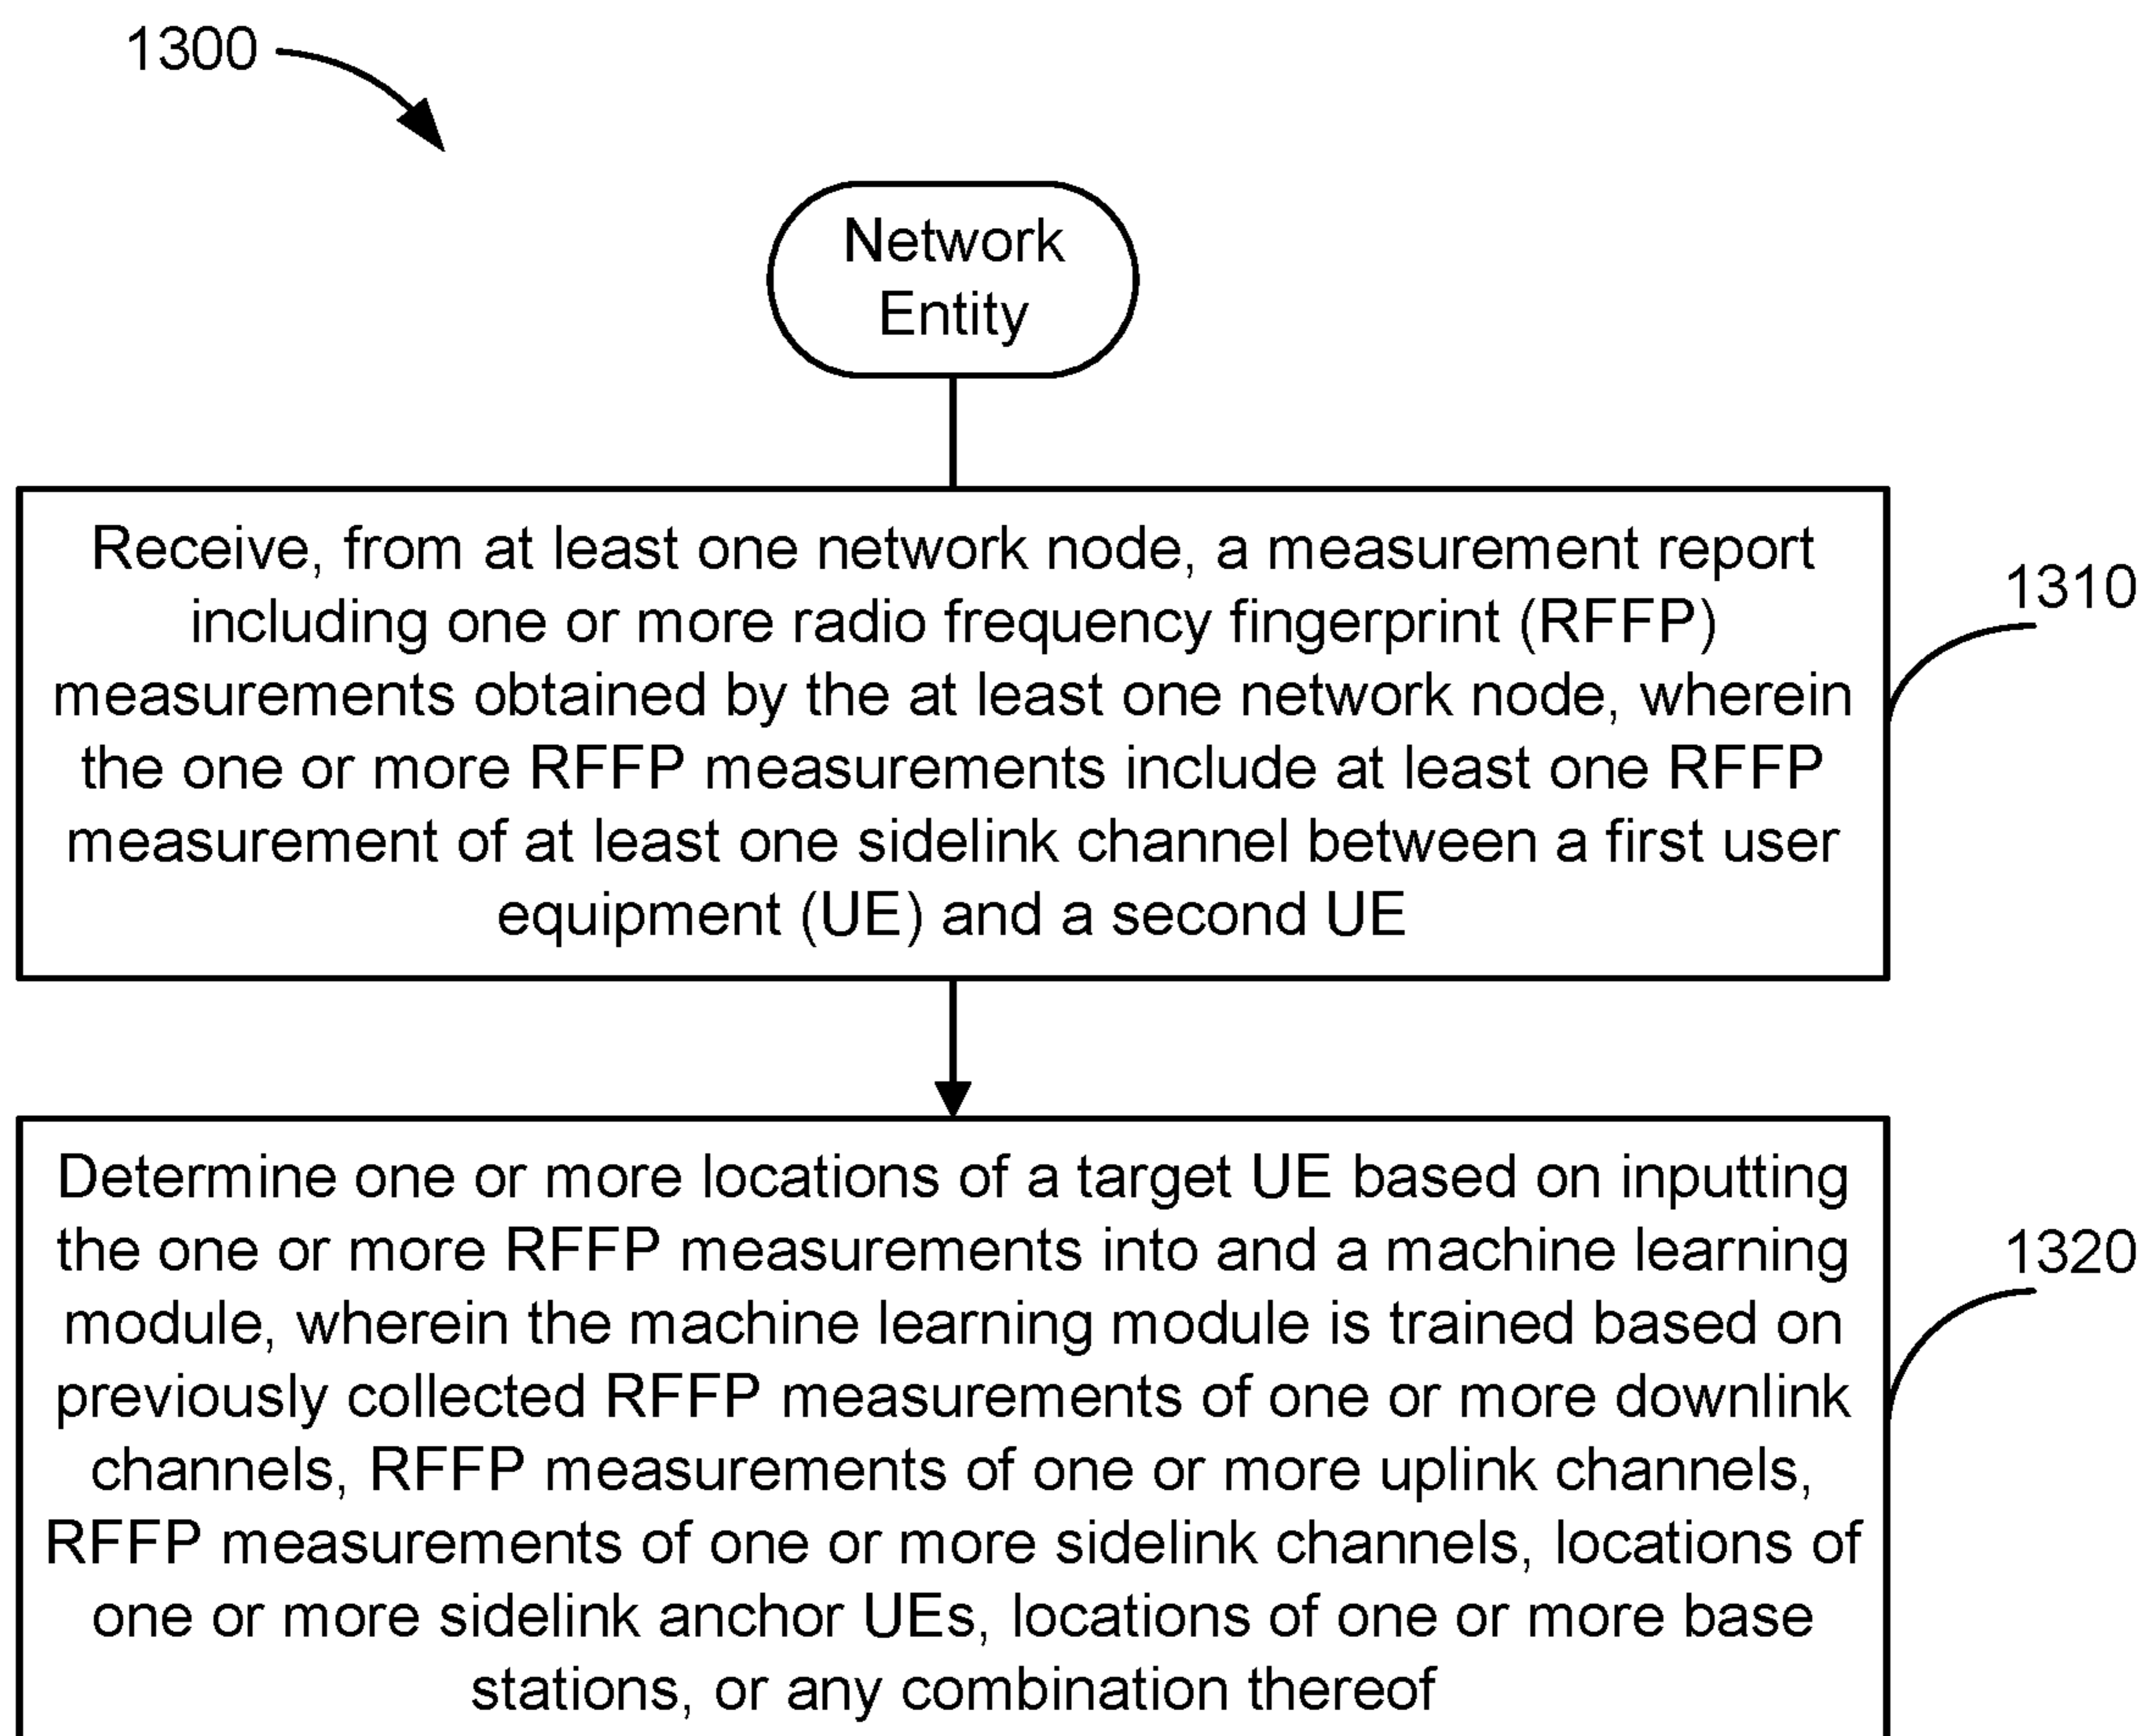 1300
Network
Entity
Receive, from at least one network node, a measurement report
including one or more radio frequency fingerprint (RFFP)
measurements obtained by the at least one network node, wherein
the one or more RFFP measurements include at least one RFFP
measurement of at least one sidelink channel between a first user
equipment (UE) and a second UE
1310
Determine one or more locations of a target UE based on inputting
the one or more RFFP measurements into and a machine learning
module, wherein the machine learning module is trained based on
previously collected RFFP measurements of one or more downlink
channels, RFFP measurements of one or more uplink channels,
RFFP measurements of one or more sidelink channels, locations of
one or more sidelink anchor UEs, locations of one or more base
stations, or any combination thereof
1320